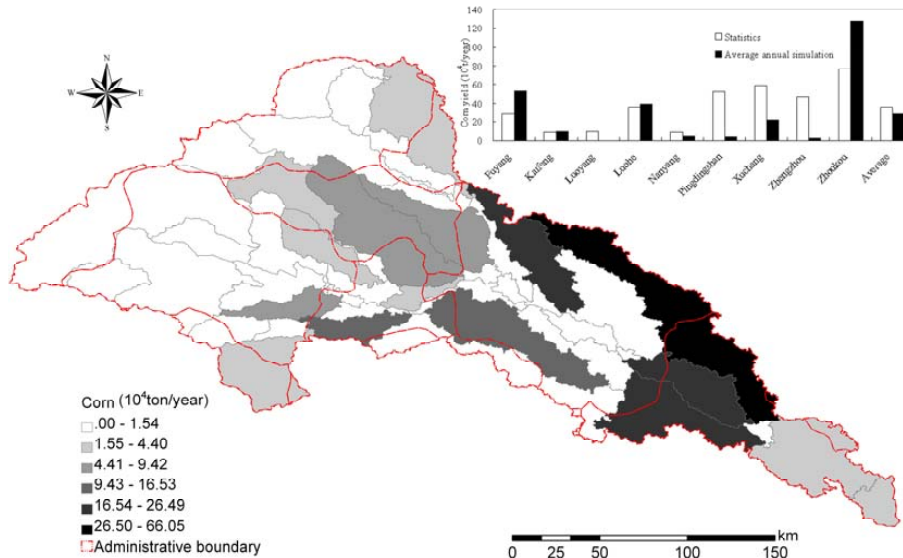 140
120
100
80
60
40
20
0
Corn yield (10⁴t/year)
Statistics
Average annual simulation
Fuyang
Kaifeng
Luoyang
Luohe
Nanyang
Pingdingshan
Xuchang
Zhengzhou
Zhoukou
Average
N
W E
S
Corn (10⁴ton/year)
.00 - 1.54
1.55 - 4.40
4.41 - 9.42
9.43 - 16.53
16.54 - 26.49
26.50 - 66.05
Administrative boundary
km
0 25 50 100 150